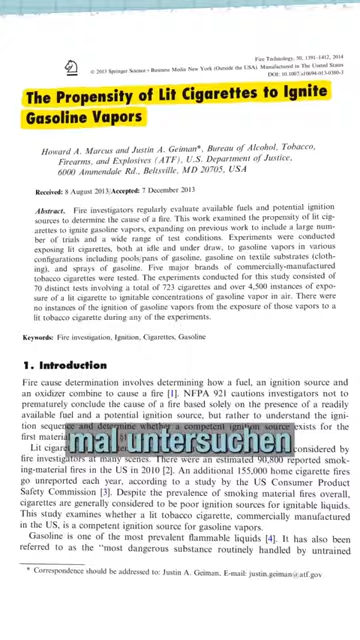 Fire Technology, 50, 1391–1412, 2014
© 2013 Springer Science+Business Media New York (Outside the USA). Manufactured in The United States
DOI: 10.1007/s10694-013-0380-3
The Propensity of Lit Cigarettes to Ignite
Gasoline Vapors
Howard A. Marcus and Justin A. Geiman*, Bureau of Alcohol, Tobacco,
Firearms, and Explosives (ATF), U.S. Department of Justice,
6000 Ammendale Rd., Beltsville, MD 20705, USA
Received: 8 August 2013/Accepted: 7 December 2013
Abstract. Fire investigators regularly evaluate available fuels and potential ignition
sources to determine the cause of a fire. This work examined the propensity of lit cig-
arettes to ignite gasoline vapors, expanding on previous work to include a large num-
ber of trials and a wide range of test conditions. Experiments were conducted
exposing lit cigarettes, both at idle and under draw, to gasoline vapors in various
configurations including pools/pans of gasoline, gasoline on textile substrates (cloth-
ing), and sprays of gasoline. Five major brands of commercially-manufactured
tobacco cigarettes were tested. The experiments conducted for this study consisted of
70 distinct tests involving a total of 723 cigarettes and over 4,500 instances of expo-
sure of a lit cigarette to ignitable concentrations of gasoline vapor in air. There were
no instances of the ignition of gasoline vapors from the exposure of those vapors to a
lit tobacco cigarette during any of the experiments.
Keywords: Fire investigation, Ignition, Cigarettes, Gasoline
1. Introduction
Fire cause determination involves determining how a fuel, an ignition source and
an oxidizer combine to cause a fire [1]. NFPA 921 cautions investigators not to
prematurely conclude the cause of a fire based solely on the presence of a readily
available fuel and a potential ignition source, but rather to understand the igni-
tion sequence and determine whether a competent ignition source exists for the
first material
mal untersuchen
Lit cigare considered by
fire investigators at many scenes. There were an estimated 90,800 reported smok-
ing-material fires in the US in 2010 [2]. An additional 155,000 home cigarette fires
go unreported each year, according to a study by the US Consumer Product
Safety Commission [3]. Despite the prevalence of smoking material fires overall,
cigarettes are generally considered to be poor ignition sources for ignitable liquids.
This study examines whether a lit tobacco cigarette, commercially manufactured
in the US, is a competent ignition source for gasoline vapors.
Gasoline is one of the most prevalent flammable liquids [4]. It has also been
referred to as the “most dangerous substance routinely handled by untrained
* Correspondence should be addressed to: Justin A. Geiman, E-mail: justin.geiman@atf.gov